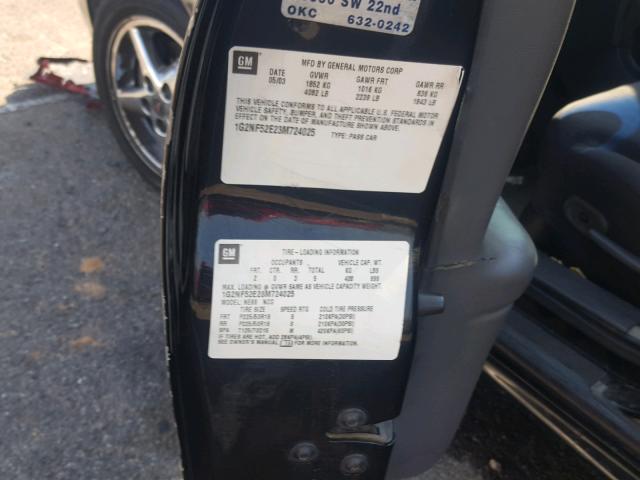 SW 22nd
OKC 632-0242
GM
MFD BY GENERAL MOTORS CORP
DATE GVWR GAWR FRT GAWR RR
05/03 1852 KG 1016 KG 836 KG
4082 LB 2239 LB 1843 LB
THIS VEHICLE CONFORMS TO ALL APPLICABLE U.S. FEDERAL MOTOR
VEHICLE SAFETY, BUMPER, AND THEFT PREVENTION STANDARDS IN
EFFECT ON THE DATE OF MANUFACTURE SHOWN ABOVE.
1G2NF52E23M724025
TYPE: PASS CAR
GM
TIRE-LOADING INFORMATION
OCCUPANTS VEHICLE CAP. WT.
FRT. CTR. RR. TOTAL KG LBS
2 0 3 5
MAX. LOADING @ GVWR SAME AS VEHICLE CAPACITY WEIGHT.
1G2NF52E23M724025
MODEL:
TIRE SIZE SPEED RTG COLD TIRE PRESSURE
FRT P225/50R16 S 210KPA(30PSI)
RR P225/50R16 S 210KPA(30PSI)
SPA T125/70D15 M 420KPA(60PSI)
IF TIRES ARE HOT, ADD 28KPA(4PSI)
SEE OWNER'S MANUAL FOR MORE INFORMATION.